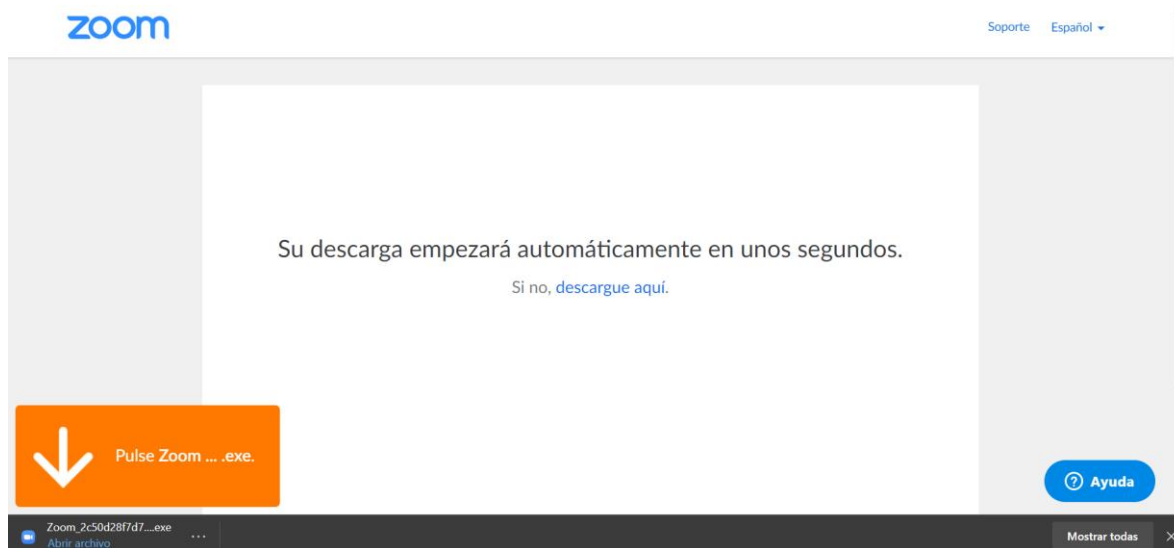 zoom
Soporte Español
Su descarga empezará automáticamente en unos segundos.
Si no, descargue aquí.
Pulse Zoom ... .exe.
Ayuda
Zoom_2c50d28f7d7....exe
Abrir archivo
...
Mostrar todas